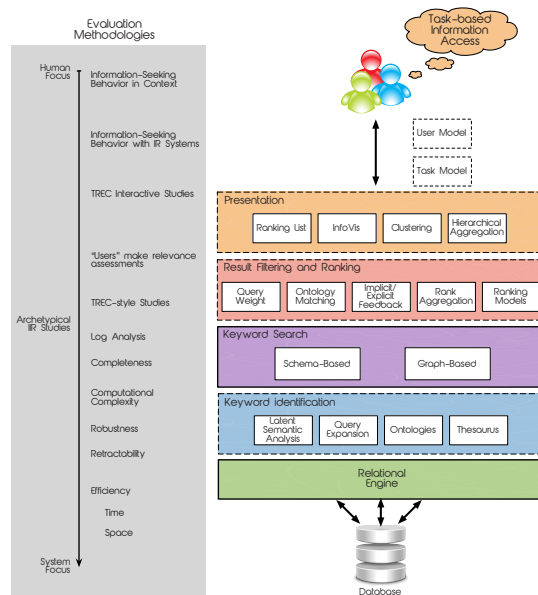 Evaluation
Methodologies
Human
Focus
Information-Seeking
Behavior in Context
Information-Seeking
Behavior with IR Systems
TREC Interactive Studies
"Users" make relevance
assessments
TREC-style Studies
Archetypical
IIR Studies
Log Analysis
Completeness
Computational
Complexity
Robustness
Retractability
Efficiency
Time
Space
System
Focus
Task-based
Information
Access
User Model
Task Model
Presentation
Ranking List
InfoVis
Clustering
Hierarchical
Aggregation
Result Filtering and Ranking
Query
Weight
Ontology
Matching
Implicit/
Explicit
Feedback
Rank
Aggregation
Ranking
Models
Keyword Search
Schema-Based
Graph-Based
Keyword identification
Latent
Semantic
Analysis
Query
Expansion
Ontologies
Thesaurus
Relational
Engine
Database